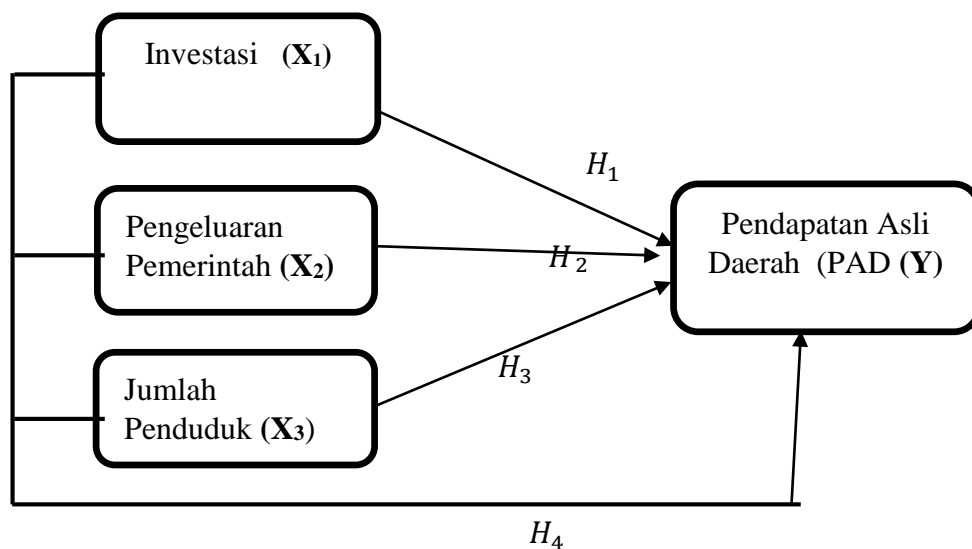 Investasi (X₁)
H₁
Pengeluaran
Pemerintah (X₂)
H₂
Pendapatan Asli
Daerah (PAD (Y)
Jumlah
Penduduk (X₃)
H₃
H₄